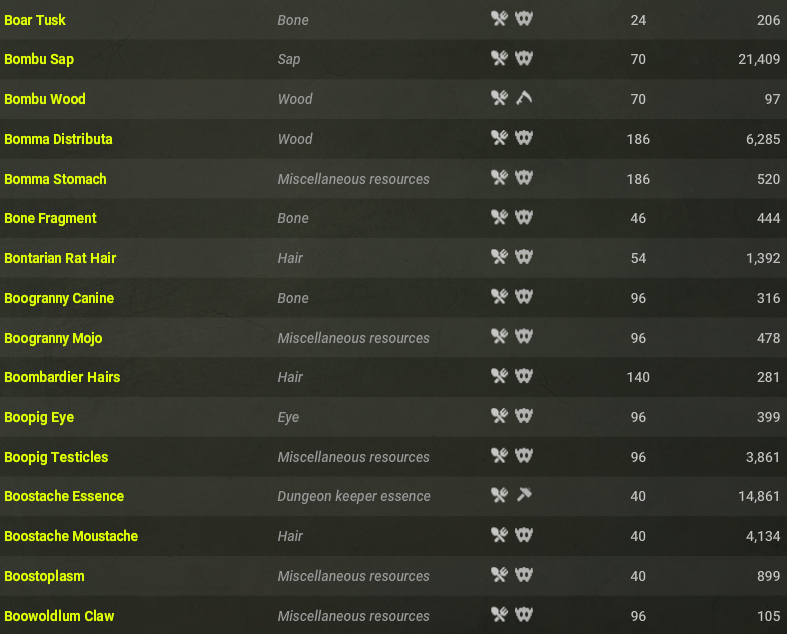 Boar Tusk Bone 24 206
Bombu Sap Sap 70 21,409
Bombu Wood Wood 70 97
Bomma Distributa Wood 186 6,285
Bomma Stomach Miscellaneous resources 186 520
Bone Fragment Bone 46 444
Bontarian Rat Hair Hair 54 1,392
Boogranny Canine Bone 96 316
Boogranny Mojo Miscellaneous resources 96 478
Boombardier Hairs Hair 140 281
Boopig Eye Eye 96 399
Boopig Testicles Miscellaneous resources 96 3,861
Boostache Essence Dungeon keeper essence 40 14,861
Boostache Moustache Hair 40 4,134
Boostoplasm Miscellaneous resources 40 899
Boowoldlum Claw Miscellaneous resources 96 105